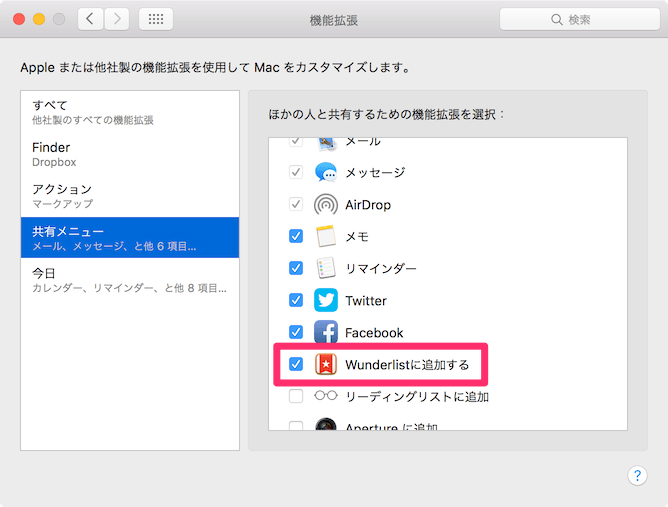 機能拡張
検索
Apple または他社製の機能拡張を使用して Mac をカスタマイズします。
すべて
他社製のすべての機能拡張
Finder
Dropbox
アクション
マークアップ
共有メニュー
メール、メッセージ、と他 6 項目...
今日
カレンダー、リマインダー、と他 8 項目...
ほかの人と共有するための機能拡張を選択：
メール
メッセージ
AirDrop
メモ
リマインダー
Twitter
Facebook
Wunderlistに追加する
リーディングリストに追加
Aperture に追加
?